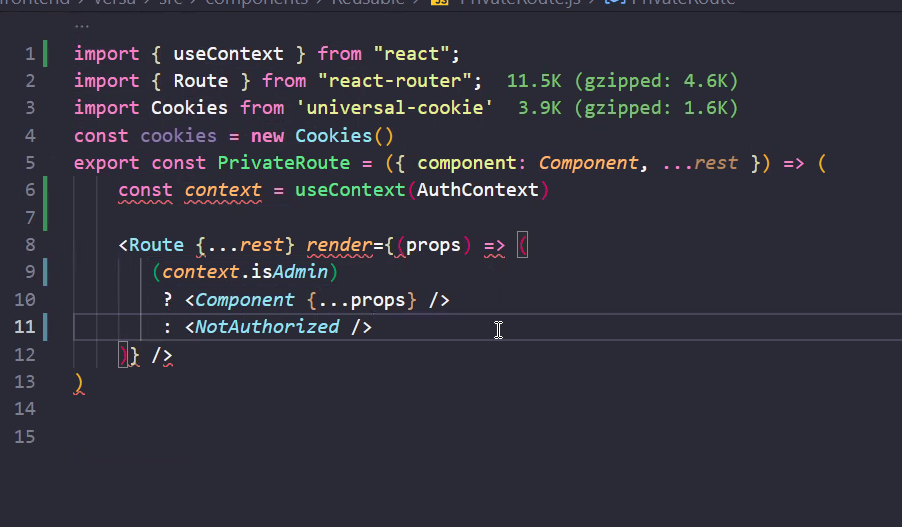 frontend > versa > src > components > Reusable > JS PrivateRoute.js > PrivateRoute
...
1 import { useContext } from "react";
2 import { Route } from "react-router"; 11.5K (gzipped: 4.6K)
3 import Cookies from 'universal-cookie' 3.9K (gzipped: 1.6K)
4 const cookies = new Cookies()
5 export const PrivateRoute = ({ component: Component, ...rest }) => (
6 const context = useContext(AuthContext)
7
8 <Route {...rest} render={(props) => (
9 (context.isAdmin)
10 ? <Component {...props} />
11 : <NotAuthorized />
12 )} />
13 )
14
15